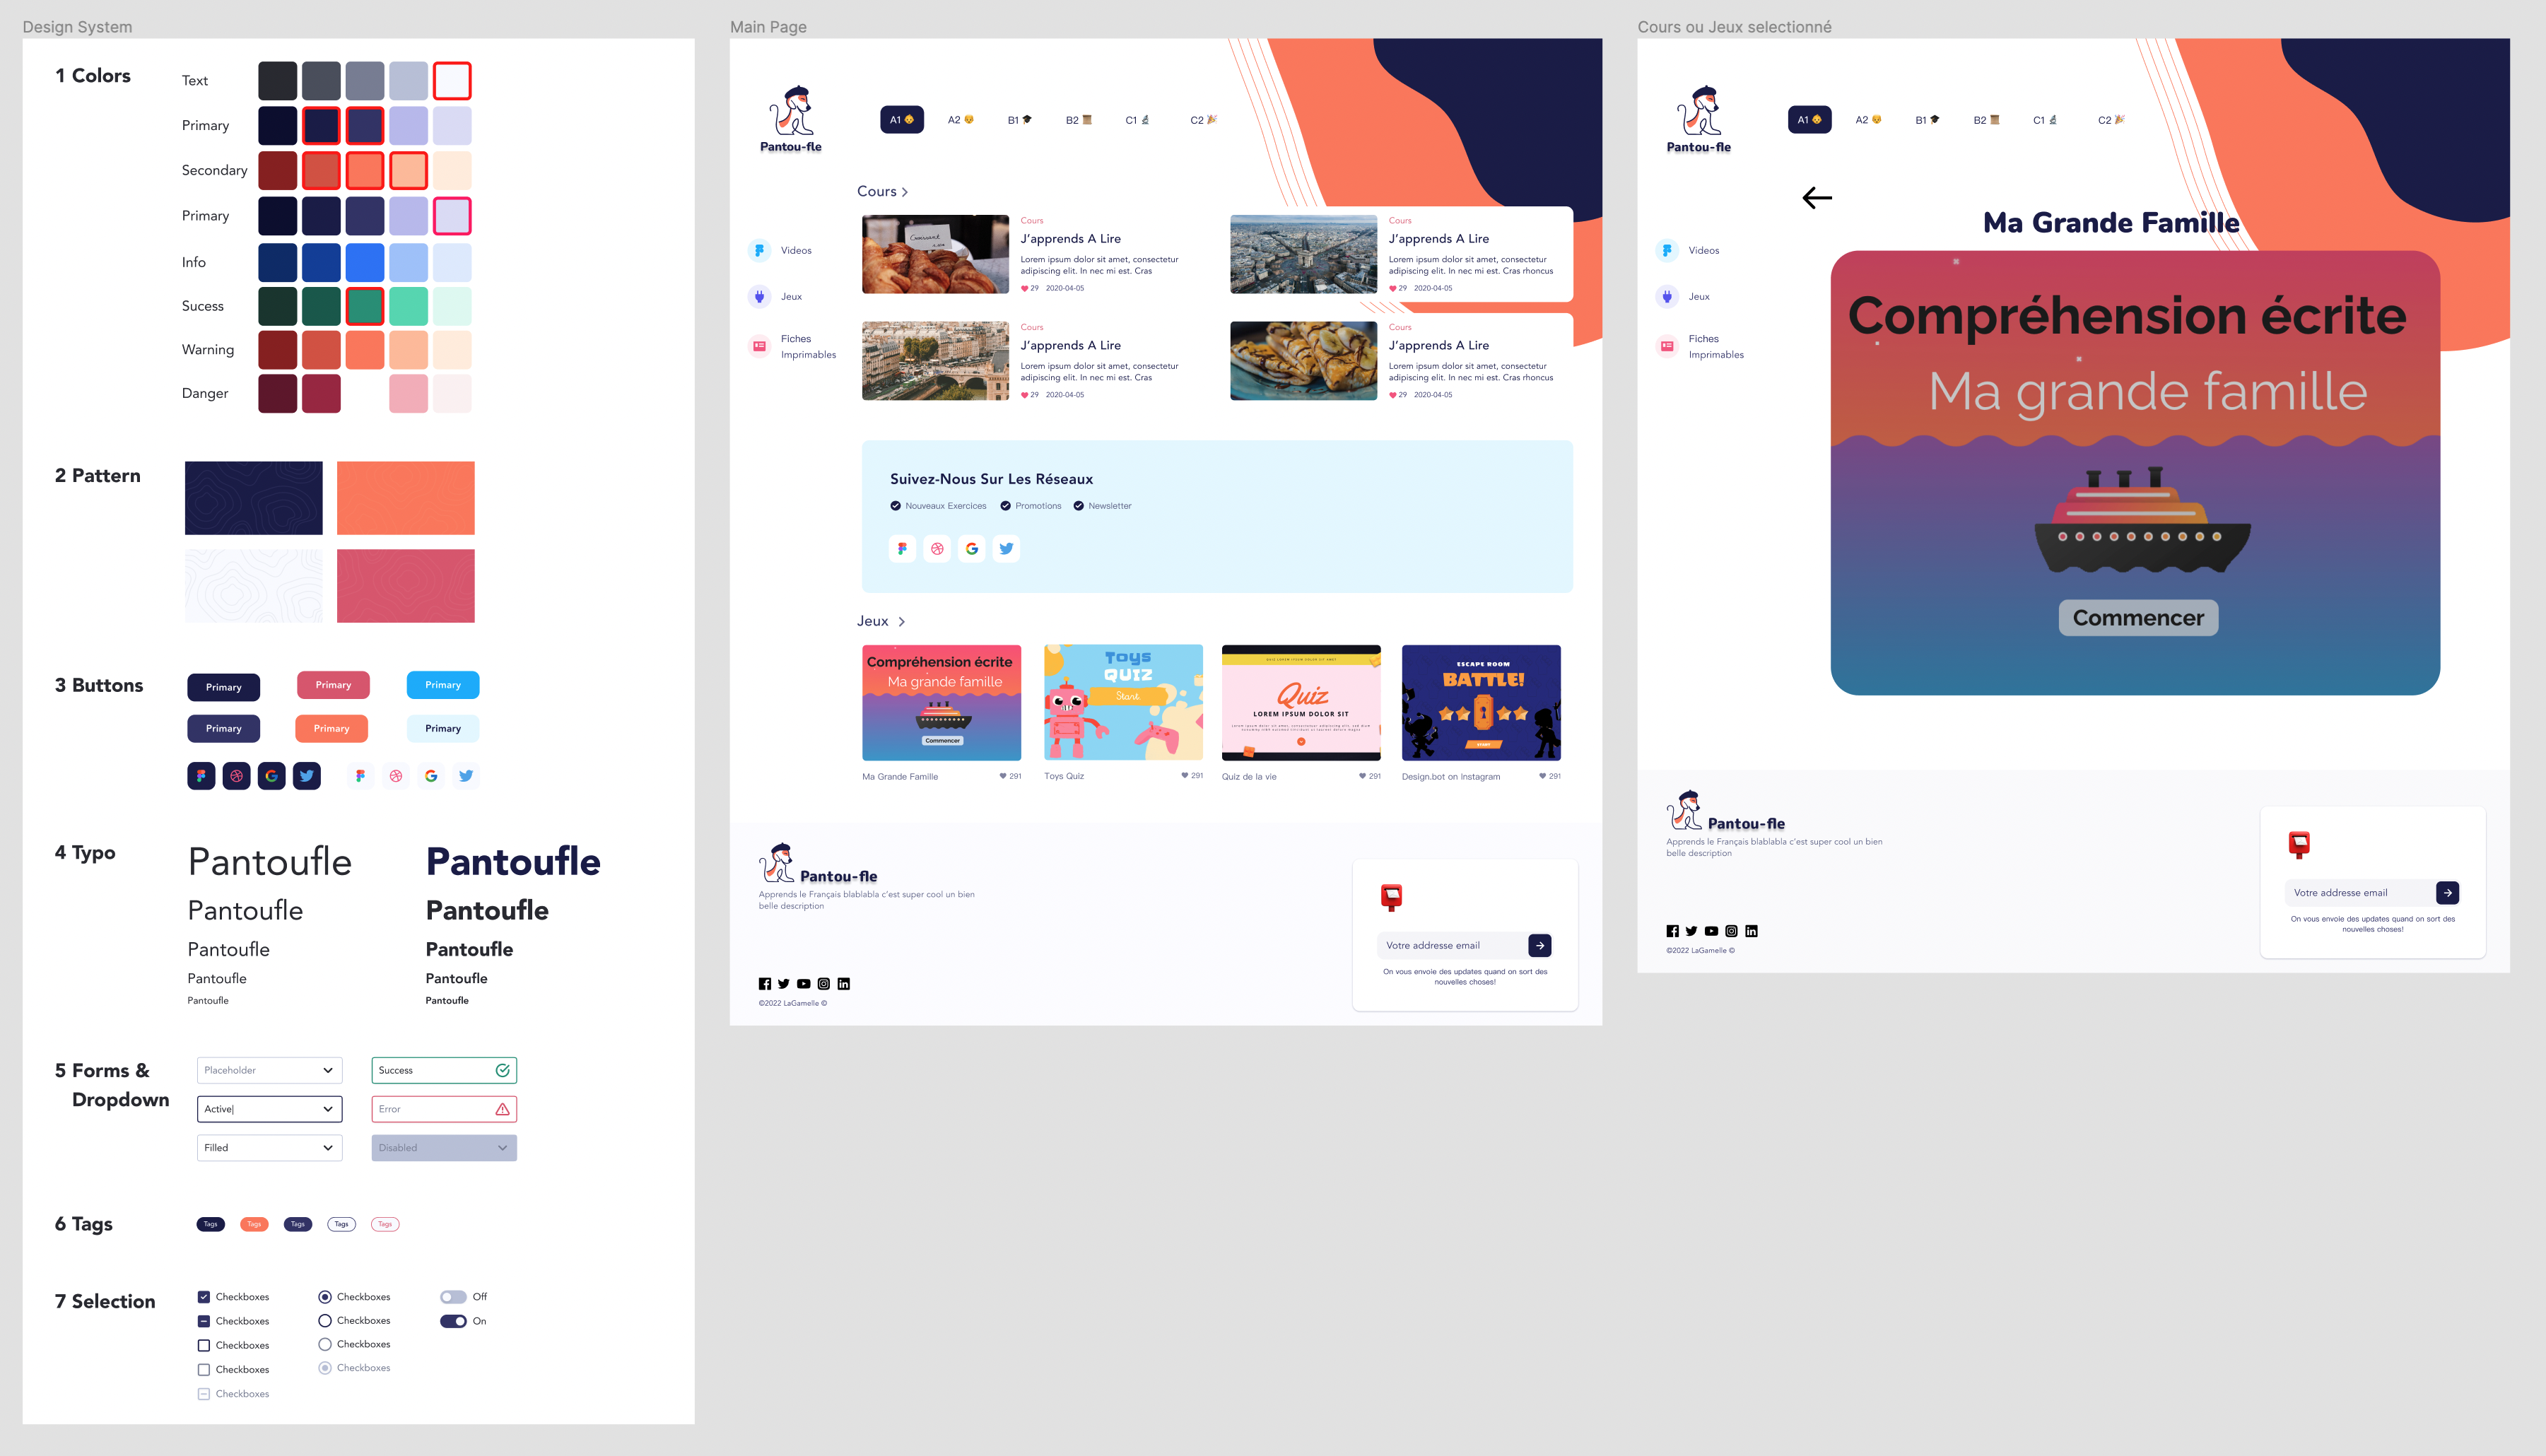 Design System
1 Colors
Text
Primary
Secondary
Primary
Info
Sucess
Warning
Danger
2 Pattern
3 Buttons
Primary
Primary
Primary
Primary
Primary
Primary
4 Typo
Pantoufle
Pantoufle
Pantoufle
Pantoufle
Pantoufle
Pantoufle
Pantoufle
Pantoufle
Pantoufle
Pantoufle
5 Forms &
Dropdown
Placeholder
Success
Active|
Error
Filled
Disabled
6 Tags
Tags
Tags
Tags
Tags
Tags
7 Selection
Checkboxes
Checkboxes
Off
Checkboxes
Checkboxes
On
Checkboxes
Checkboxes
Checkboxes
Checkboxes
Checkboxes
Main Page
Pantou-fle
A1
A2
B1
B2
C1
C2
Videos
Jeux
Fiches
Imprimables
Cours >
Croissant
Cours
J'apprends A Lire
Lorem ipsum dolor sit amet, consectetur
adipiscing elit. In nec mi est. Cras
29 2020-04-05
Cours
J'apprends A Lire
Lorem ipsum dolor sit amet, consectetur
adipiscing elit. In nec mi est. Cras rhoncus
29 2020-04-05
Cours
J'apprends A Lire
Lorem ipsum dolor sit amet, consectetur
adipiscing elit. In nec mi est. Cras
29 2020-04-05
Cours
J'apprends A Lire
Lorem ipsum dolor sit amet, consectetur
adipiscing elit. In nec mi est. Cras rhoncus
29 2020-04-05
Suivez-Nous Sur Les Réseaux
Nouveaux Exercices
Promotions
Newsletter
Jeux >
Compréhension écrite
Ma grande famille
Commencer
Ma Grande Famille
291
Toys
QUIZ
Start
Toys Quiz
291
QUIZ LOREM IPSUM DOLOR SIT AMET
Quiz
LOREM IPSUM DOLOR SIT
Quiz de la vie
291
ESCAPE ROOM
BATTLE!
START
Design.bot on Instagram
291
Pantou-fle
Apprends le Français blablabla c'est super cool un bien
belle description
©2022 LaGamelle ©
Votre addresse email
On vous envoie des updates quand on sort des
nouvelles choses!
Cours ou Jeux selectionné
Pantou-fle
A1
A2
B1
B2
C1
C2
Videos
Jeux
Fiches
Imprimables
Ma Grande Famille
Compréhension écrite
Ma grande famille
Commencer
Pantou-fle
Apprends le Français blablabla c'est super cool un bien
belle description
©2022 LaGamelle ©
Votre addresse email
On vous envoie des updates quand on sort des
nouvelles choses!